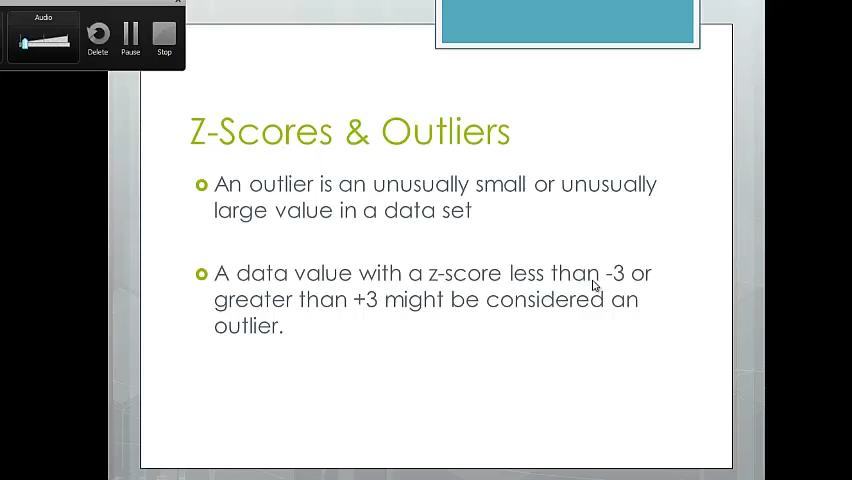 Audio
Delete
Pause
Stop
Z-Scores & Outliers
An outlier is an unusually small or unusually
large value in a data set
A data value with a z-score less than -3 or
greater than +3 might be considered an
outlier.